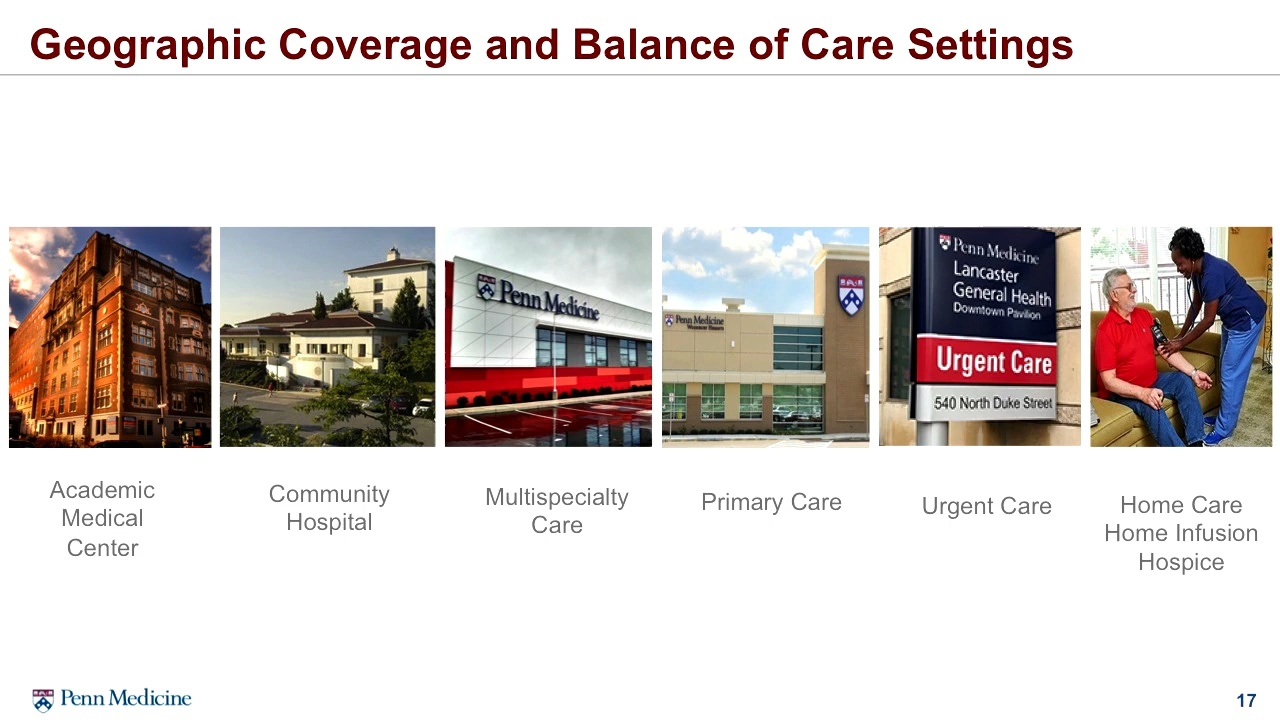 Geographic Coverage and Balance of Care Settings
Penn Medicine
Penn Medicine
Penn Medicine
Lancaster
General Health
Downtown Pavilion
Urgent Care
540 North Duke Street
Academic
Medical
Center
Community
Hospital
Multispecialty
Care
Primary Care
Urgent Care
Home Care
Home Infusion
Hospice
Penn Medicine
17